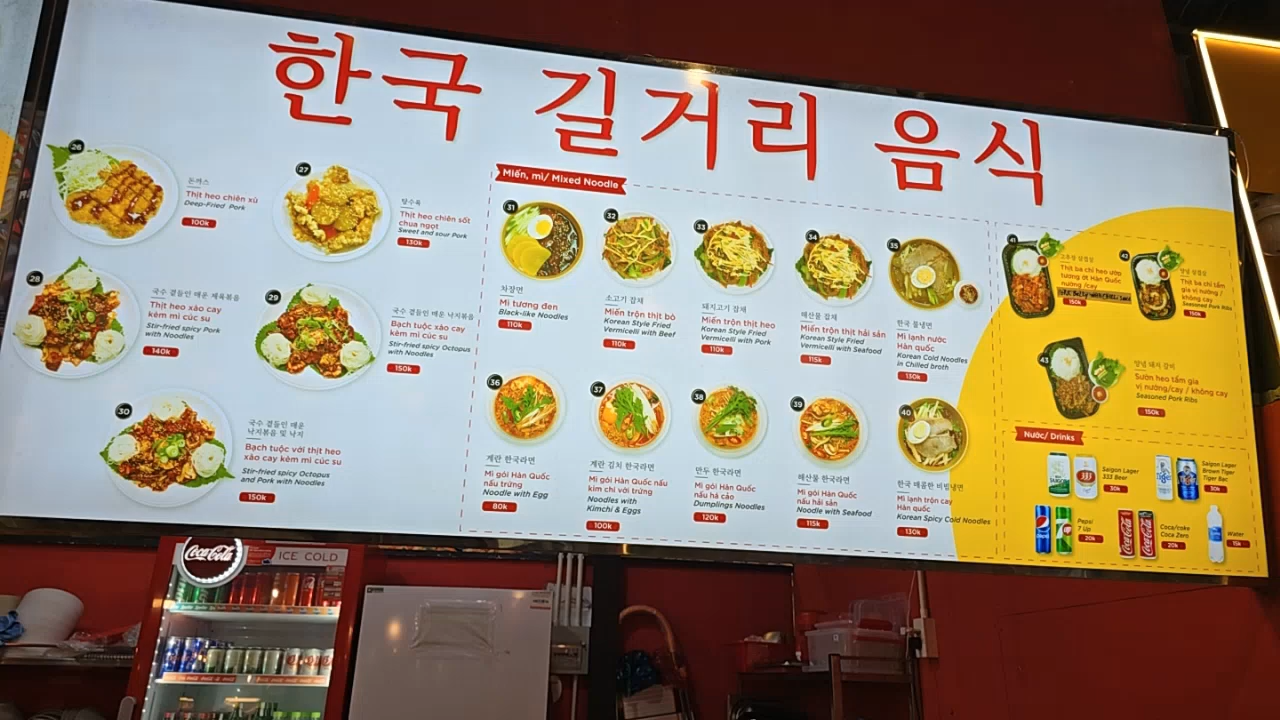 한국 길거리 음식
26
돈까스
Thịt heo chiên xù
Deep-Fried Pork
100k
27
탕수육
Thịt heo chiên sốt
chua ngọt
Sweet and sour Pork
130k
28
국수 곁들인 매운 제육볶음
Thịt heo xào cay
kèm mì cúc su
Stir-fried spicy Pork
with Noodles
140k
29
국수 곁들인 매운 낙지볶음
Bạch tuộc xào cay
kèm mì cúc su
Stir-fried spicy Octopus
with Noodles
150k
30
국수 곁들인 매운
낙지볶음 및 낙지
Bạch tuộc với thịt heo
xào cay kèm mì cúc su
Stir-fried spicy Octopus
and Pork with Noodles
150k
Miến, mì/ Mixed Noodle
31
차장면
Mì tương đen
Black-like Noodles
110k
32
소고기 잡채
Miến trộn thịt bò
Korean Style Fried
Vermicelli with Beef
110k
33
돼지고기 잡채
Miến trộn thịt heo
Korean Style Fried
Vermicelli with Pork
110k
34
해산물 잡채
Miến trộn thịt hải sản
Korean Style Fried
Vermicelli with Seafood
115k
35
한국 물냉면
Mì lạnh nước
Hàn quốc
Korean Cold Noodles
in Chilled broth
130k
36
계란 한국라면
Mì gói Hàn Quốc
nấu trứng
Noodle with Egg
80k
37
계란 김치 한국라면
Mì gói Hàn Quốc nấu
kim chi với trứng
Noodles with
Kimchi & Eggs
100k
38
만두 한국라면
Mì gói Hàn Quốc
nấu há cảo
Dumplings Noodles
120k
39
해산물 한국라면
Mì gói Hàn Quốc
nấu hải sản
Noodle with Seafood
115k
40
한국 매콤한 비빔냉면
Mì lạnh trộn cay
Hàn quốc
Korean Spicy Cold Noodles
130k
41
고추장 삼겹살
Thịt ba chỉ heo ướp
tương ớt Hàn Quốc
nướng /cay
150k
42
양념 삼겹살
Thịt ba chỉ tẩm
gia vị nướng /
không cay
Seasoned Pork Ribs
150k
43
양념 돼지 갈비
Sườn heo tẩm gia
vị nướng/cay / không cay
Seasoned Pork Ribs
150k
Nước/ Drinks
Saigon Lager
333 Beer
30k
Saigon Lager
Brown Tiger
Tiger Bạc
30k
Pepsi
7 Up
20k
Coca/coke
Coca Zero
20k
Water
15k
Coca-Cola
ICE COLD